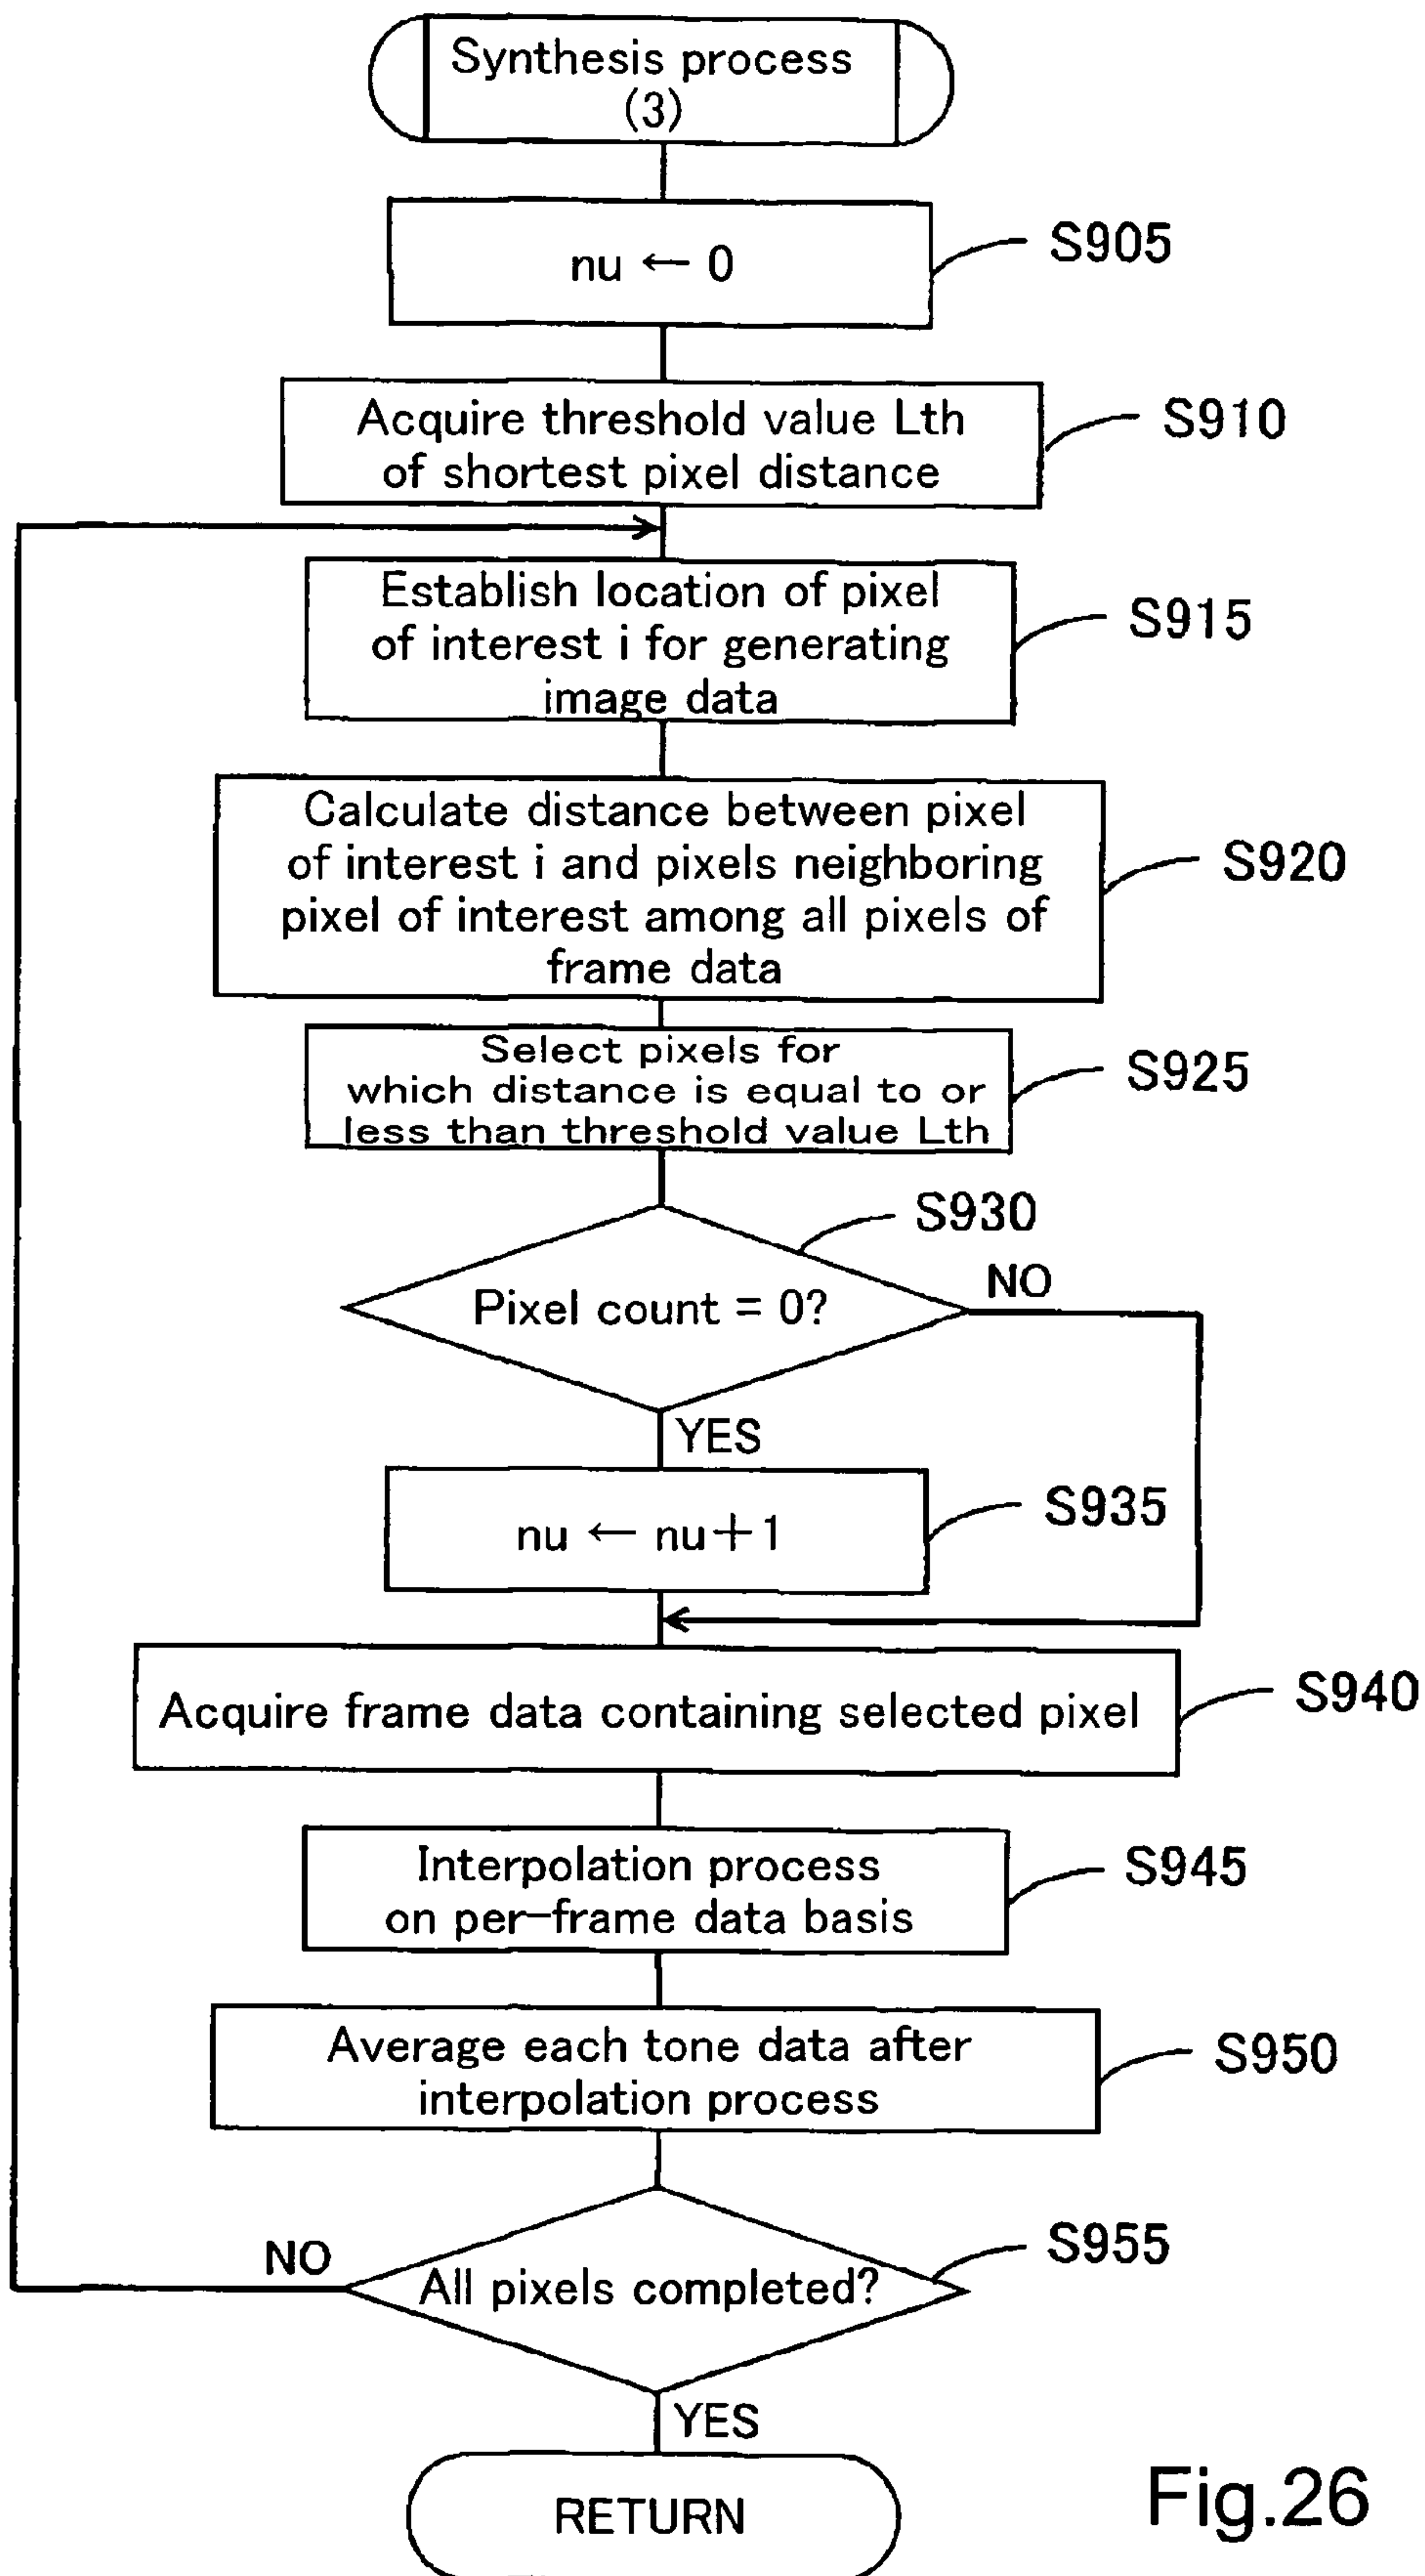 Synthesis process
(3)
nu ← 0
S905
Acquire threshold value Lth
of shortest pixel distance
S910
Establish location of pixel
of interest i for generating
image data
S915
Calculate distance between pixel
of interest i and pixels neighboring
pixel of interest among all pixels of
frame data
S920
Select pixels for
which distance is equal to or
less than threshold value Lth
S925
S930
Pixel count = 0?
NO
YES
nu ← nu+1
S935
Acquire frame data containing selected pixel
S940
Interpolation process
on per-frame data basis
S945
Average each tone data after
interpolation process
S950
S955
All pixels completed?
NO
YES
RETURN
Fig.26